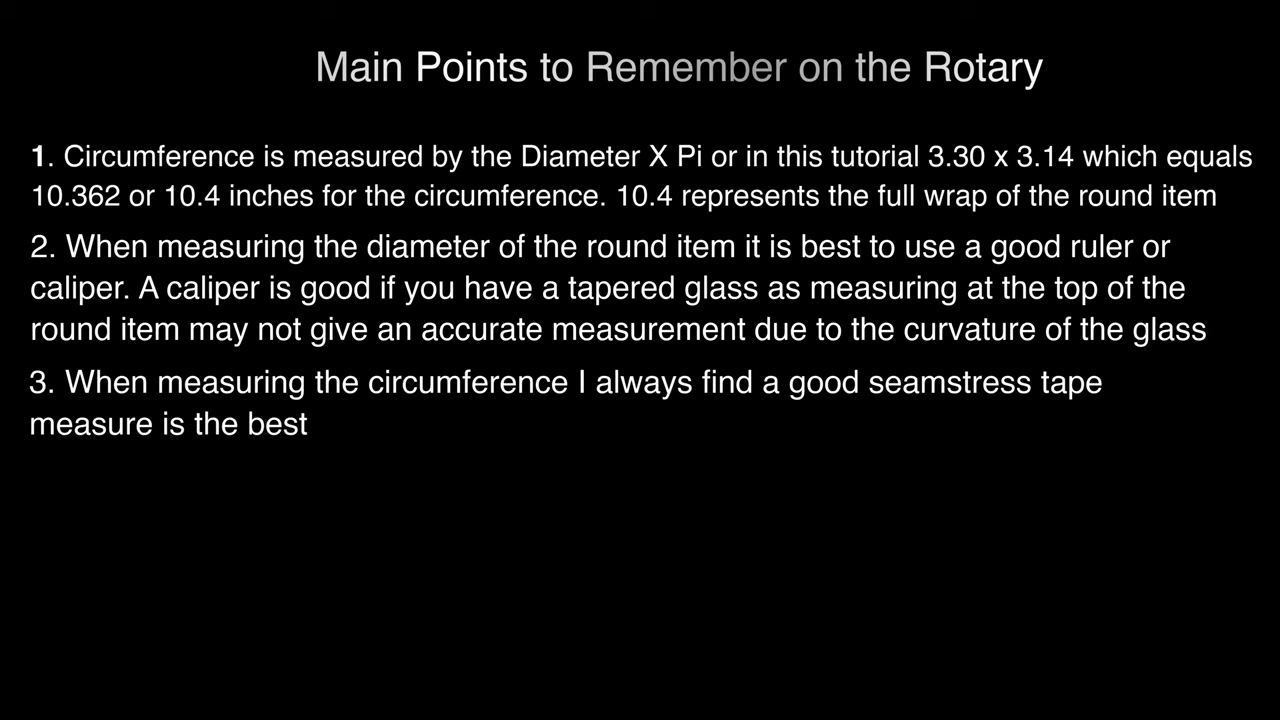 Main Points to Remember on the Rotary
1. Circumference is measured by the Diameter X Pi or in this tutorial 3.30 x 3.14 which equals
10.362 or 10.4 inches for the circumference. 10.4 represents the full wrap of the round item
2. When measuring the diameter of the round item it is best to use a good ruler or
caliper. A caliper is good if you have a tapered glass as measuring at the top of the
round item may not give an accurate measurement due to the curvature of the glass
3. When measuring the circumference I always find a good seamstress tape
measure is the best